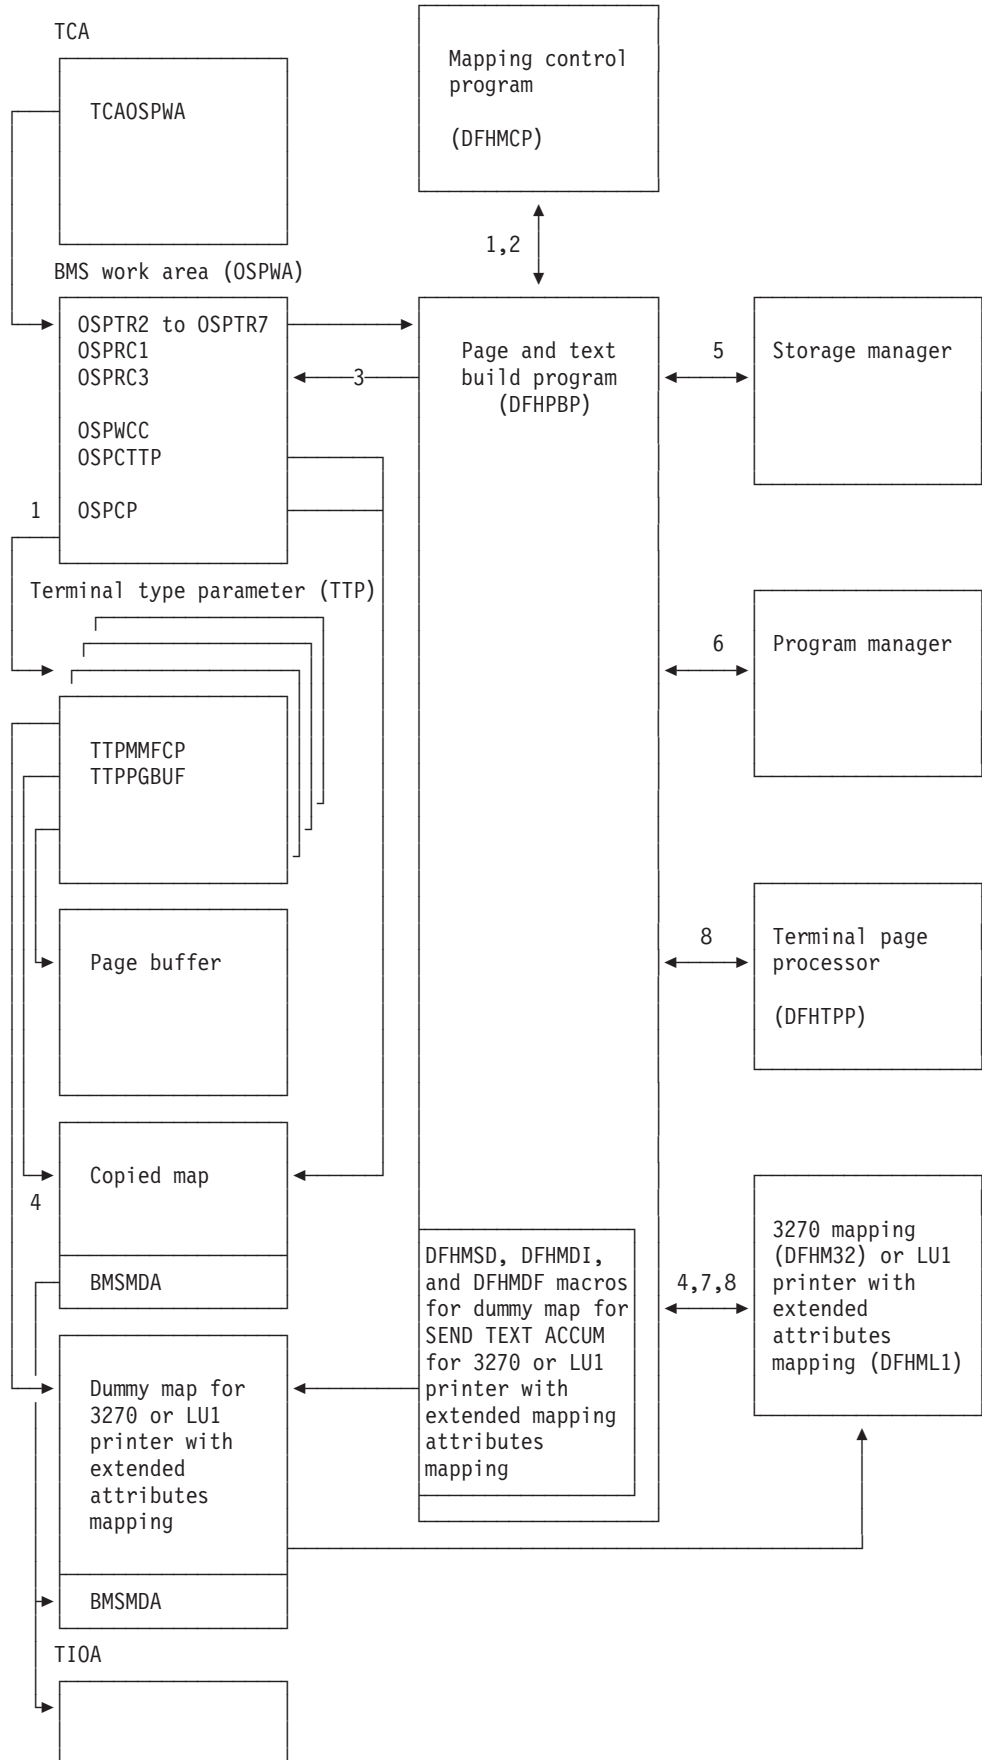 TCA
TCAOSPWA
Mapping control
program
(DFHMCP)
1,2
BMS work area (OSPWA)
OSPTR2 to OSPTR7
OSPRC1
OSPRC3
OSPWCC
OSPCTTP
OSPCP
3
1
Page and text
build program
(DFHPBP)
5
Storage manager
Terminal type parameter (TTP)
TTPMMFCP
TTPPGBUF
6
Program manager
Page buffer
8
Terminal page
processor
(DFHTPP)
Copied map
4
BMSMDA
DFHMSD, DFHMDI,
and DFHMDF macros
for dummy map for
SEND TEXT ACCUM
for 3270 or LU1
printer with
extended mapping
attributes
mapping
4,7,8
3270 mapping
(DFHM32) or LU1
printer with
extended
attributes
mapping (DFHML1)
Dummy map for
3270 or LU1
printer with
extended
attributes
mapping
BMSMDA
TIOA